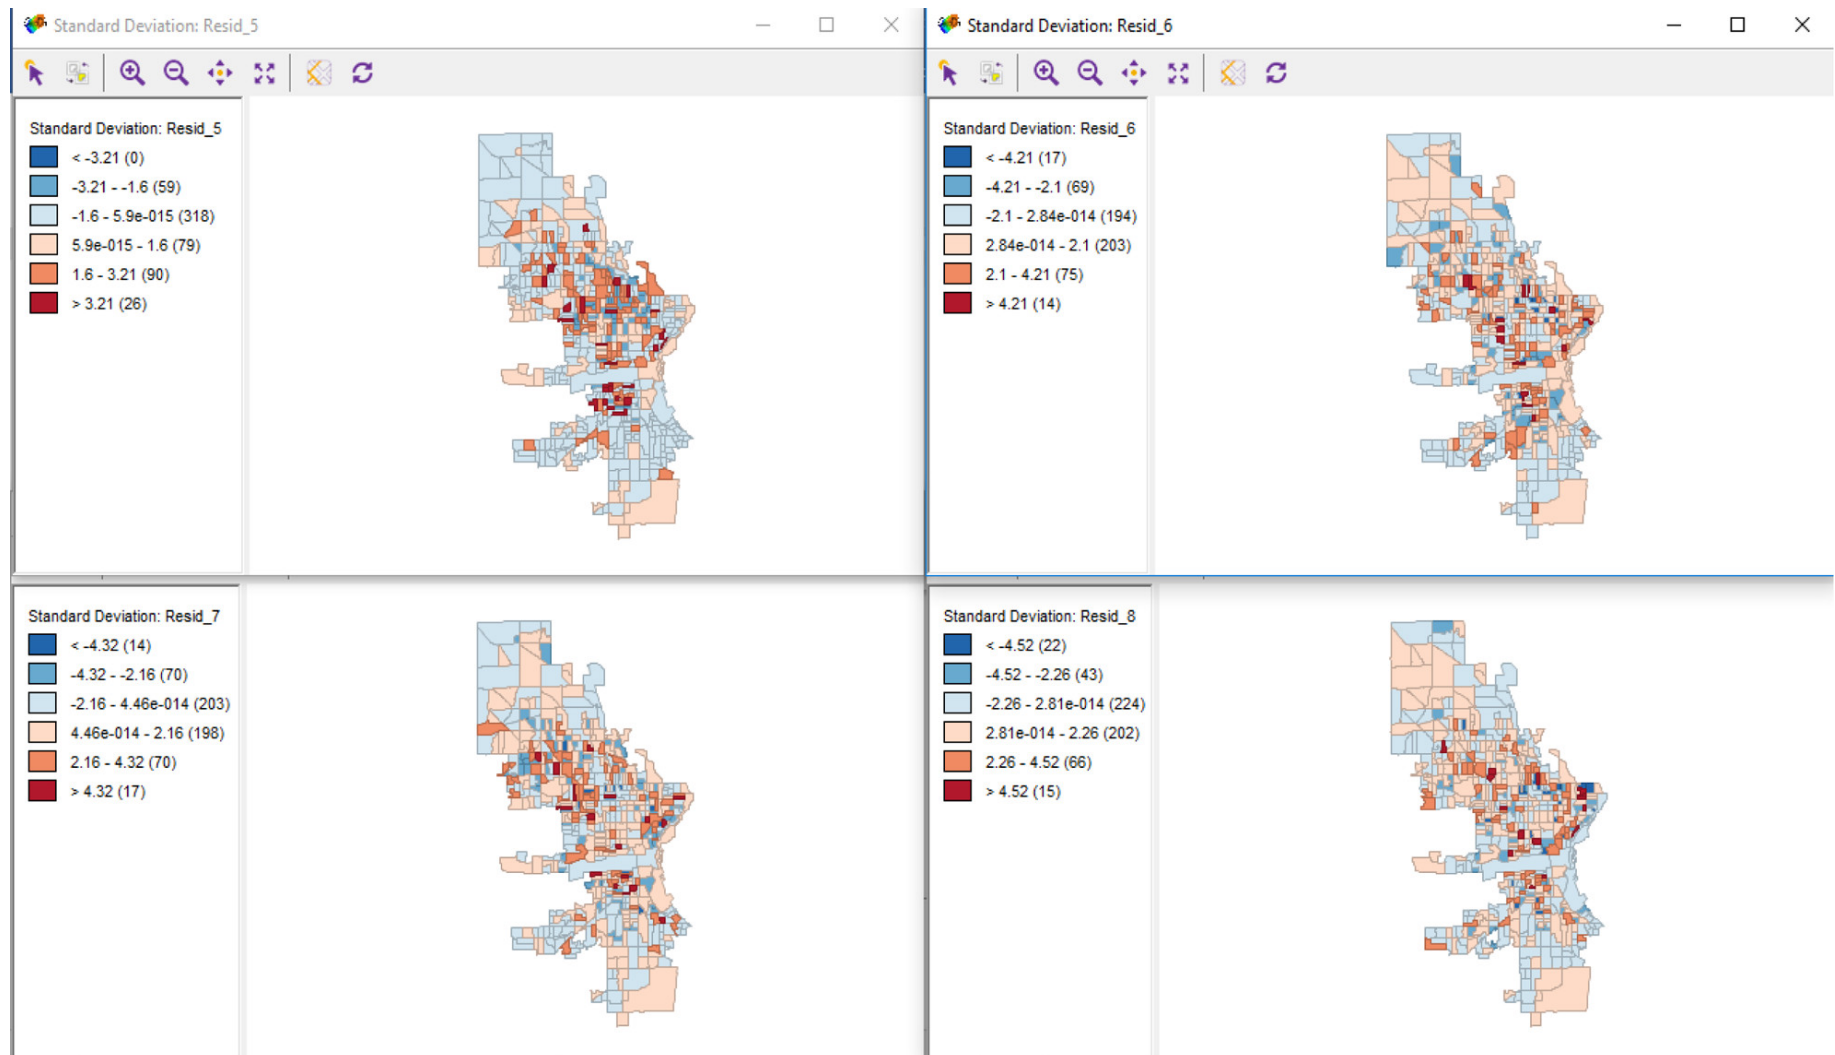 Standard Deviation: Resid_5
Standard Deviation: Resid_5
< -3.21 (0)
-3.21 - -1.6 (59)
-1.6 - 5.9e-015 (318)
5.9e-015 - 1.6 (79)
1.6 - 3.21 (90)
> 3.21 (26)
Standard Deviation: Resid_6
Standard Deviation: Resid_6
< -4.21 (17)
-4.21 - -2.1 (69)
-2.1 - 2.84e-014 (194)
2.84e-014 - 2.1 (203)
2.1 - 4.21 (75)
> 4.21 (14)
Standard Deviation: Resid_7
< -4.32 (14)
-4.32 - -2.16 (70)
-2.16 - 4.46e-014 (203)
4.46e-014 - 2.16 (198)
2.16 - 4.32 (70)
> 4.32 (17)
Standard Deviation: Resid_8
< -4.52 (22)
-4.52 - -2.26 (43)
-2.26 - 2.81e-014 (224)
2.81e-014 - 2.26 (202)
2.26 - 4.52 (66)
> 4.52 (15)